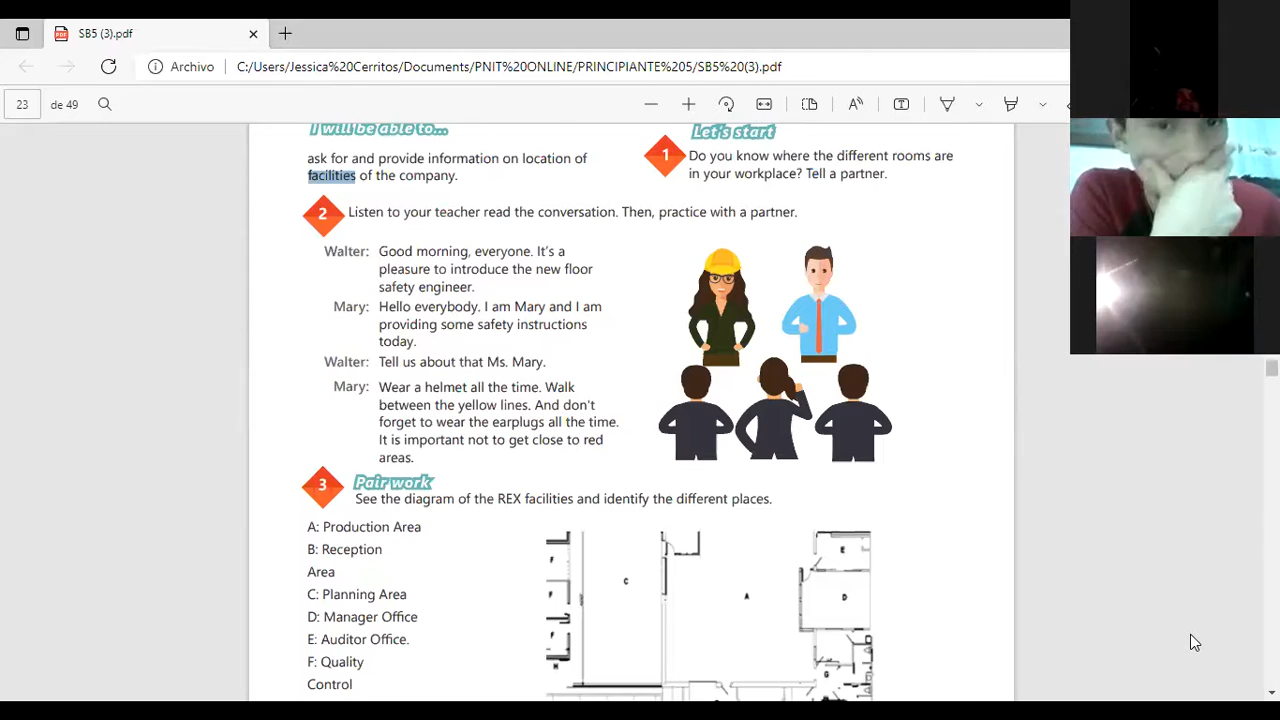 SB5 (3).pdf
Archivo
C:/Users/Jessica%20Cerritos/Documents/PNIT%20ONLINE/PRINCIPIANTE%205/SB5%20(3).pdf
23
de 49
I will be able to...
ask for and provide information on location of
facilities of the company.
Let's start
1
Do you know where the different rooms are
in your workplace? Tell a partner.
2
Listen to your teacher read the conversation. Then, practice with a partner.
Walter: Good morning, everyone. It's a
pleasure to introduce the new floor
safety engineer.
Mary: Hello everybody. I am Mary and I am
providing some safety instructions
today.
Walter: Tell us about that Ms. Mary.
Mary: Wear a helmet all the time. Walk
between the yellow lines. And don't
forget to wear the earplugs all the time.
It is important not to get close to red
areas.
3
Pair work
See the diagram of the REX facilities and identify the different places.
A: Production Area
B: Reception
Area
C: Planning Area
D: Manager Office
E: Auditor Office.
F: Quality
Control
F
F
F
H
C
A
E
D
G